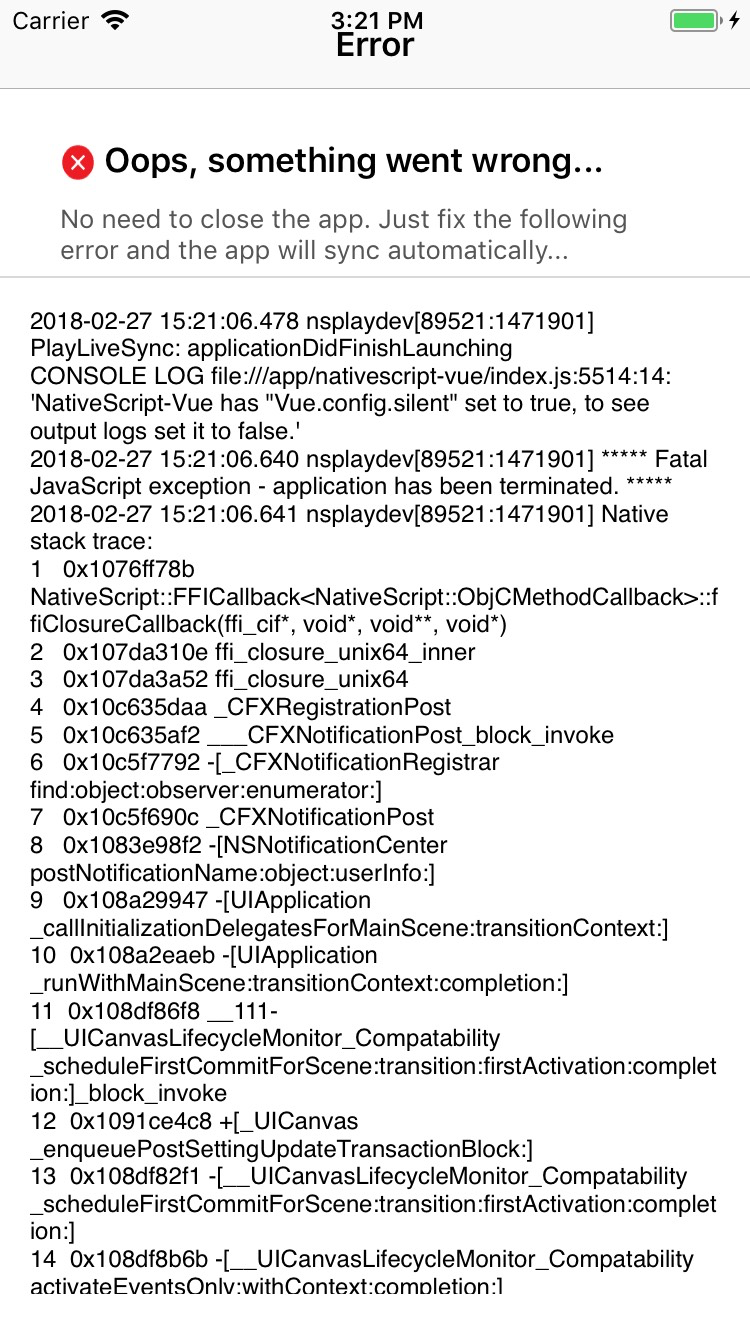 Carrier 3:21 PM
Error
Oops, something went wrong...
No need to close the app. Just fix the following
error and the app will sync automatically...
2018-02-27 15:21:06.478 nsplaydev[89521:1471901]
PlayLiveSync: applicationDidFinishLaunching
CONSOLE LOG file:///app/nativescript-vue/index.js:5514:14:
'NativeScript-Vue has "Vue.config.silent" set to true, to see
output logs set it to false.'
2018-02-27 15:21:06.640 nsplaydev[89521:1471901] ***** Fatal
JavaScript exception - application has been terminated. *****
2018-02-27 15:21:06.641 nsplaydev[89521:1471901] Native
stack trace:
1 0x1076ff78b
NativeScript::FFICallback<NativeScript::ObjCMethodCallback>::f
fiClosureCallback(ffi_cif*, void*, void**, void*)
2 0x107da310e ffi_closure_unix64_inner
3 0x107da3a52 ffi_closure_unix64
4 0x10c635daa _CFXRegistrationPost
5 0x10c635af2 ___CFXNotificationPost_block_invoke
6 0x10c5f7792 -[_CFXNotificationRegistrar
find:object:observer:enumerator:]
7 0x10c5f690c _CFXNotificationPost
8 0x1083e98f2 -[NSNotificationCenter
postNotificationName:object:userInfo:]
9 0x108a29947 -[UIApplication
_callInitializationDelegatesForMainScene:transitionContext:]
10 0x108a2eaeb -[UIApplication
_runWithMainScene:transitionContext:completion:]
11 0x108df86f8 __111-
[__UICanvasLifecycleMonitor_Compatability
_scheduleFirstCommitForScene:transition:firstActivation:complet
ion:]_block_invoke
12 0x1091ce4c8 +[_UICanvas
_enqueuePostSettingUpdateTransactionBlock:]
13 0x108df82f1 -[__UICanvasLifecycleMonitor_Compatability
_scheduleFirstCommitForScene:transition:firstActivation:complet
ion:]
14 0x108df8b6b -[__UICanvasLifecycleMonitor_Compatability
activateEventsOnly:withContext:completion:]